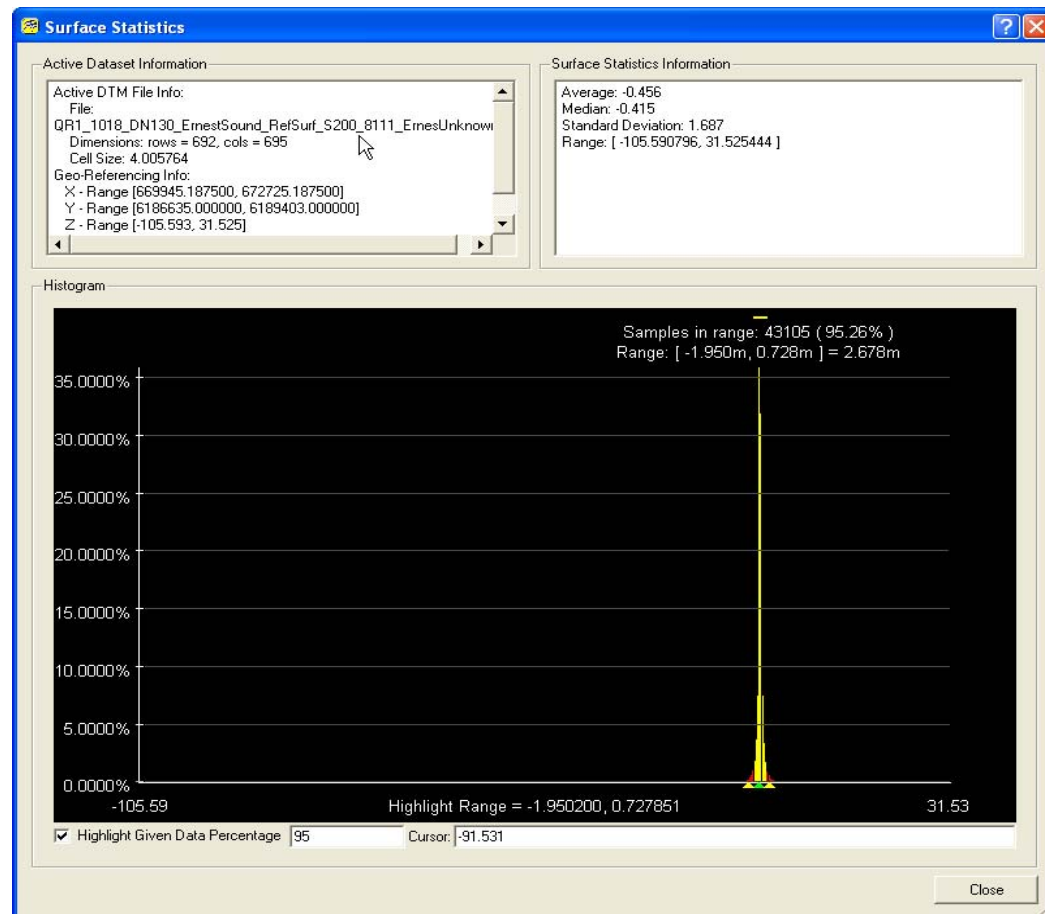 Surface Statistics
Active Dataset Information
Active DTM File Info:
File:
QR1_1018_DN130_ErnestSound_RefSurf_S200_8111_ErnesUnknown
Dimensions: rows = 692, cols = 695
Cell Size: 4.005764
Geo-Referencing Info:
X - Range [669945.187500, 672725.187500]
Y - Range [6186635.000000, 6189403.000000]
Z - Range [-105.593, 31.525]
Surface Statistics Information
Average: -0.456
Median: -0.415
Standard Deviation: 1.687
Range: [ -105.590796, 31.525444 ]
Histogram
Samples in range: 43105 ( 95.26% )
Range: [ -1.950m, 0.728m ] = 2.678m
35.0000%
30.0000%
25.0000%
20.0000%
15.0000%
10.0000%
5.0000%
0.0000%
-105.59 Highlight Range = -1.950200, 0.727851 31.53
Highlight Given Data Percentage 95 Cursor: -91.531
Close